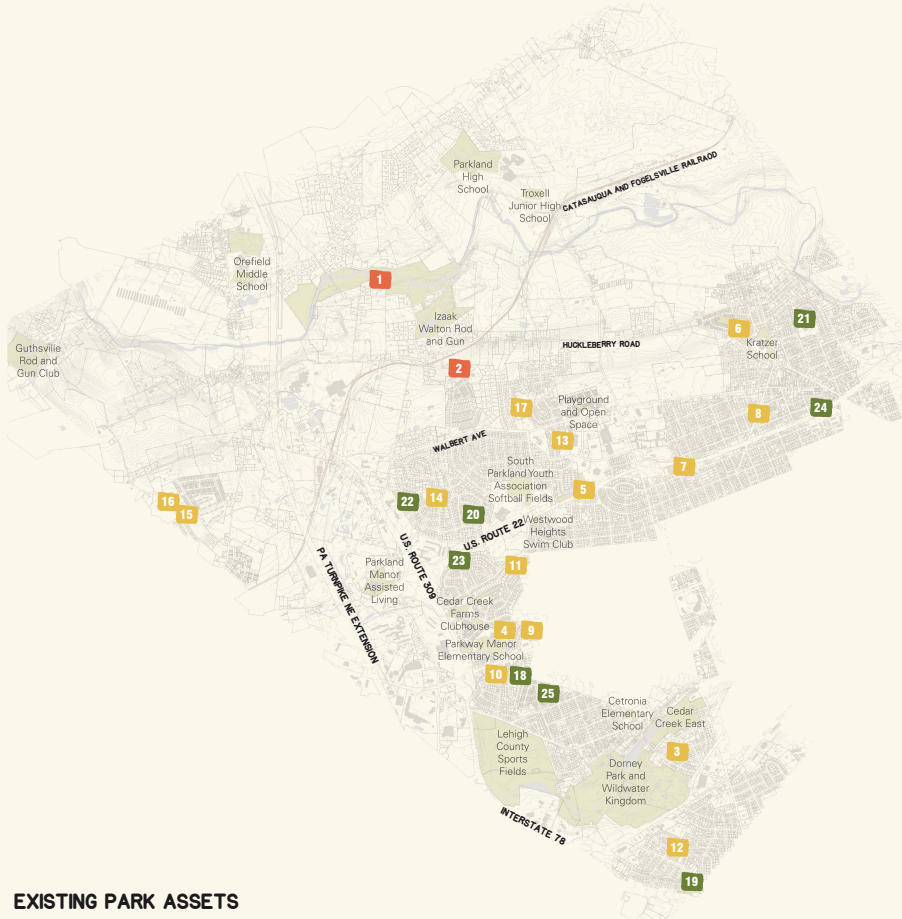 Parkland
High
School
Troxell
Junior High
School
CATASAUQUA AND FOGELSVILLE RAILRAOD
Orefield
Middle
School
1
Izaak
Walton Rod
and Gun
21
6
Kratzer
School
HUCKLEBERRY ROAD
Guthsville
Rod and
Gun Club
2
17
Playground
and Open
Space
8
24
13
WALBERT AVE
South
Parkland Youth
Association
Softball Fields
7
5
16
15
22
14
20
U.S. ROUTE 22
Westwood
Heights
Swim Club
U.S. ROUTE 309
23
11
PA TURNPIKE NE EXTENSION
Parkland
Manor
Assisted
Living
Cedar Creek
Farms
Clubhouse
4
9
Parkway Manor
Elementary School
10
18
25
Cetronia
Elementary
School
Cedar
Creek East
3
Lehigh
County
Sports
Fields
Dorney
Park and
Wildwater
Kingdom
INTERSTATE 78
12
19
EXISTING PARK ASSETS